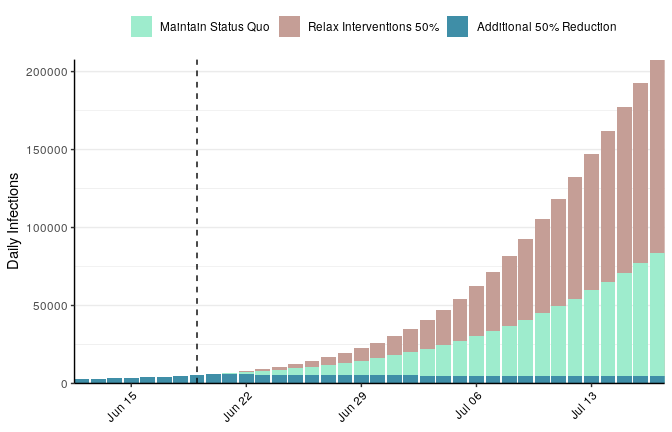 Maintain Status Quo Relax Interventions 50% Additional 50% Reduction
Daily Infections
200000
150000
100000
50000
0
Jun 15
Jun 22
Jun 29
Jul 06
Jul 13